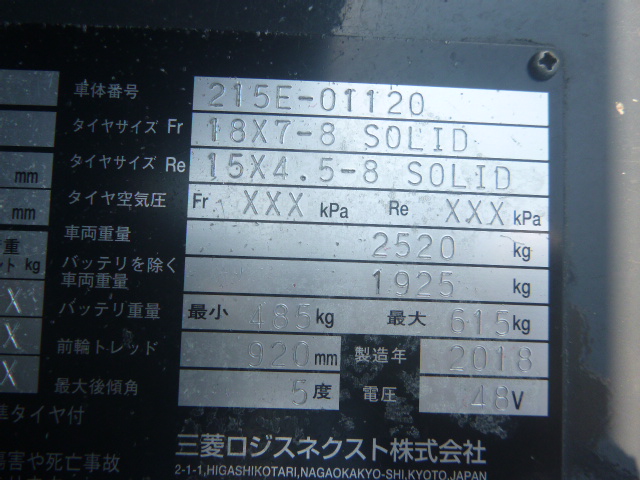 車体番号 215E-01120
タイヤサイズ Fr 18X7-8 SOLID
mm タイヤサイズ Re 15X4.5-8 SOLID
mm タイヤ空気圧 Fr XXX kPa Re XXX kPa
重 車両重量 2520 kg
ット kg バッテリを除く車両重量 1925 kg
X バッテリ重量 最小 485 kg 最大 615 kg
X 前輪トレッド 920 mm 製造年 2018
X 最大後傾角 5 度 電圧 48 V
準タイヤ付
三菱ロジスネクスト株式会社
傷害や死亡事故 2-1-1,HIGASHIKOTARI,NAGAOKAKYO-SHI,KYOTO,JAPAN